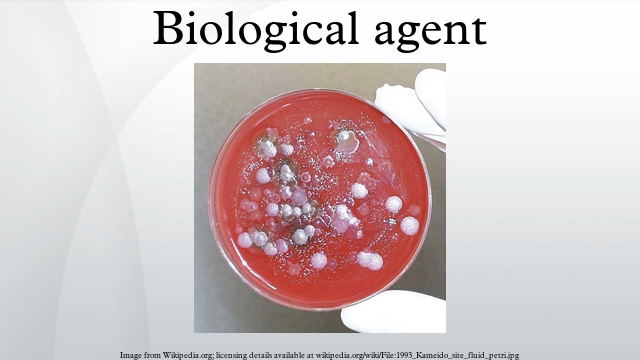 Biological agent
Image from Wikipedia.org; licensing details available at wikipedia.org/wiki/File:1993_Kameido_site_fluid_petri.jpg